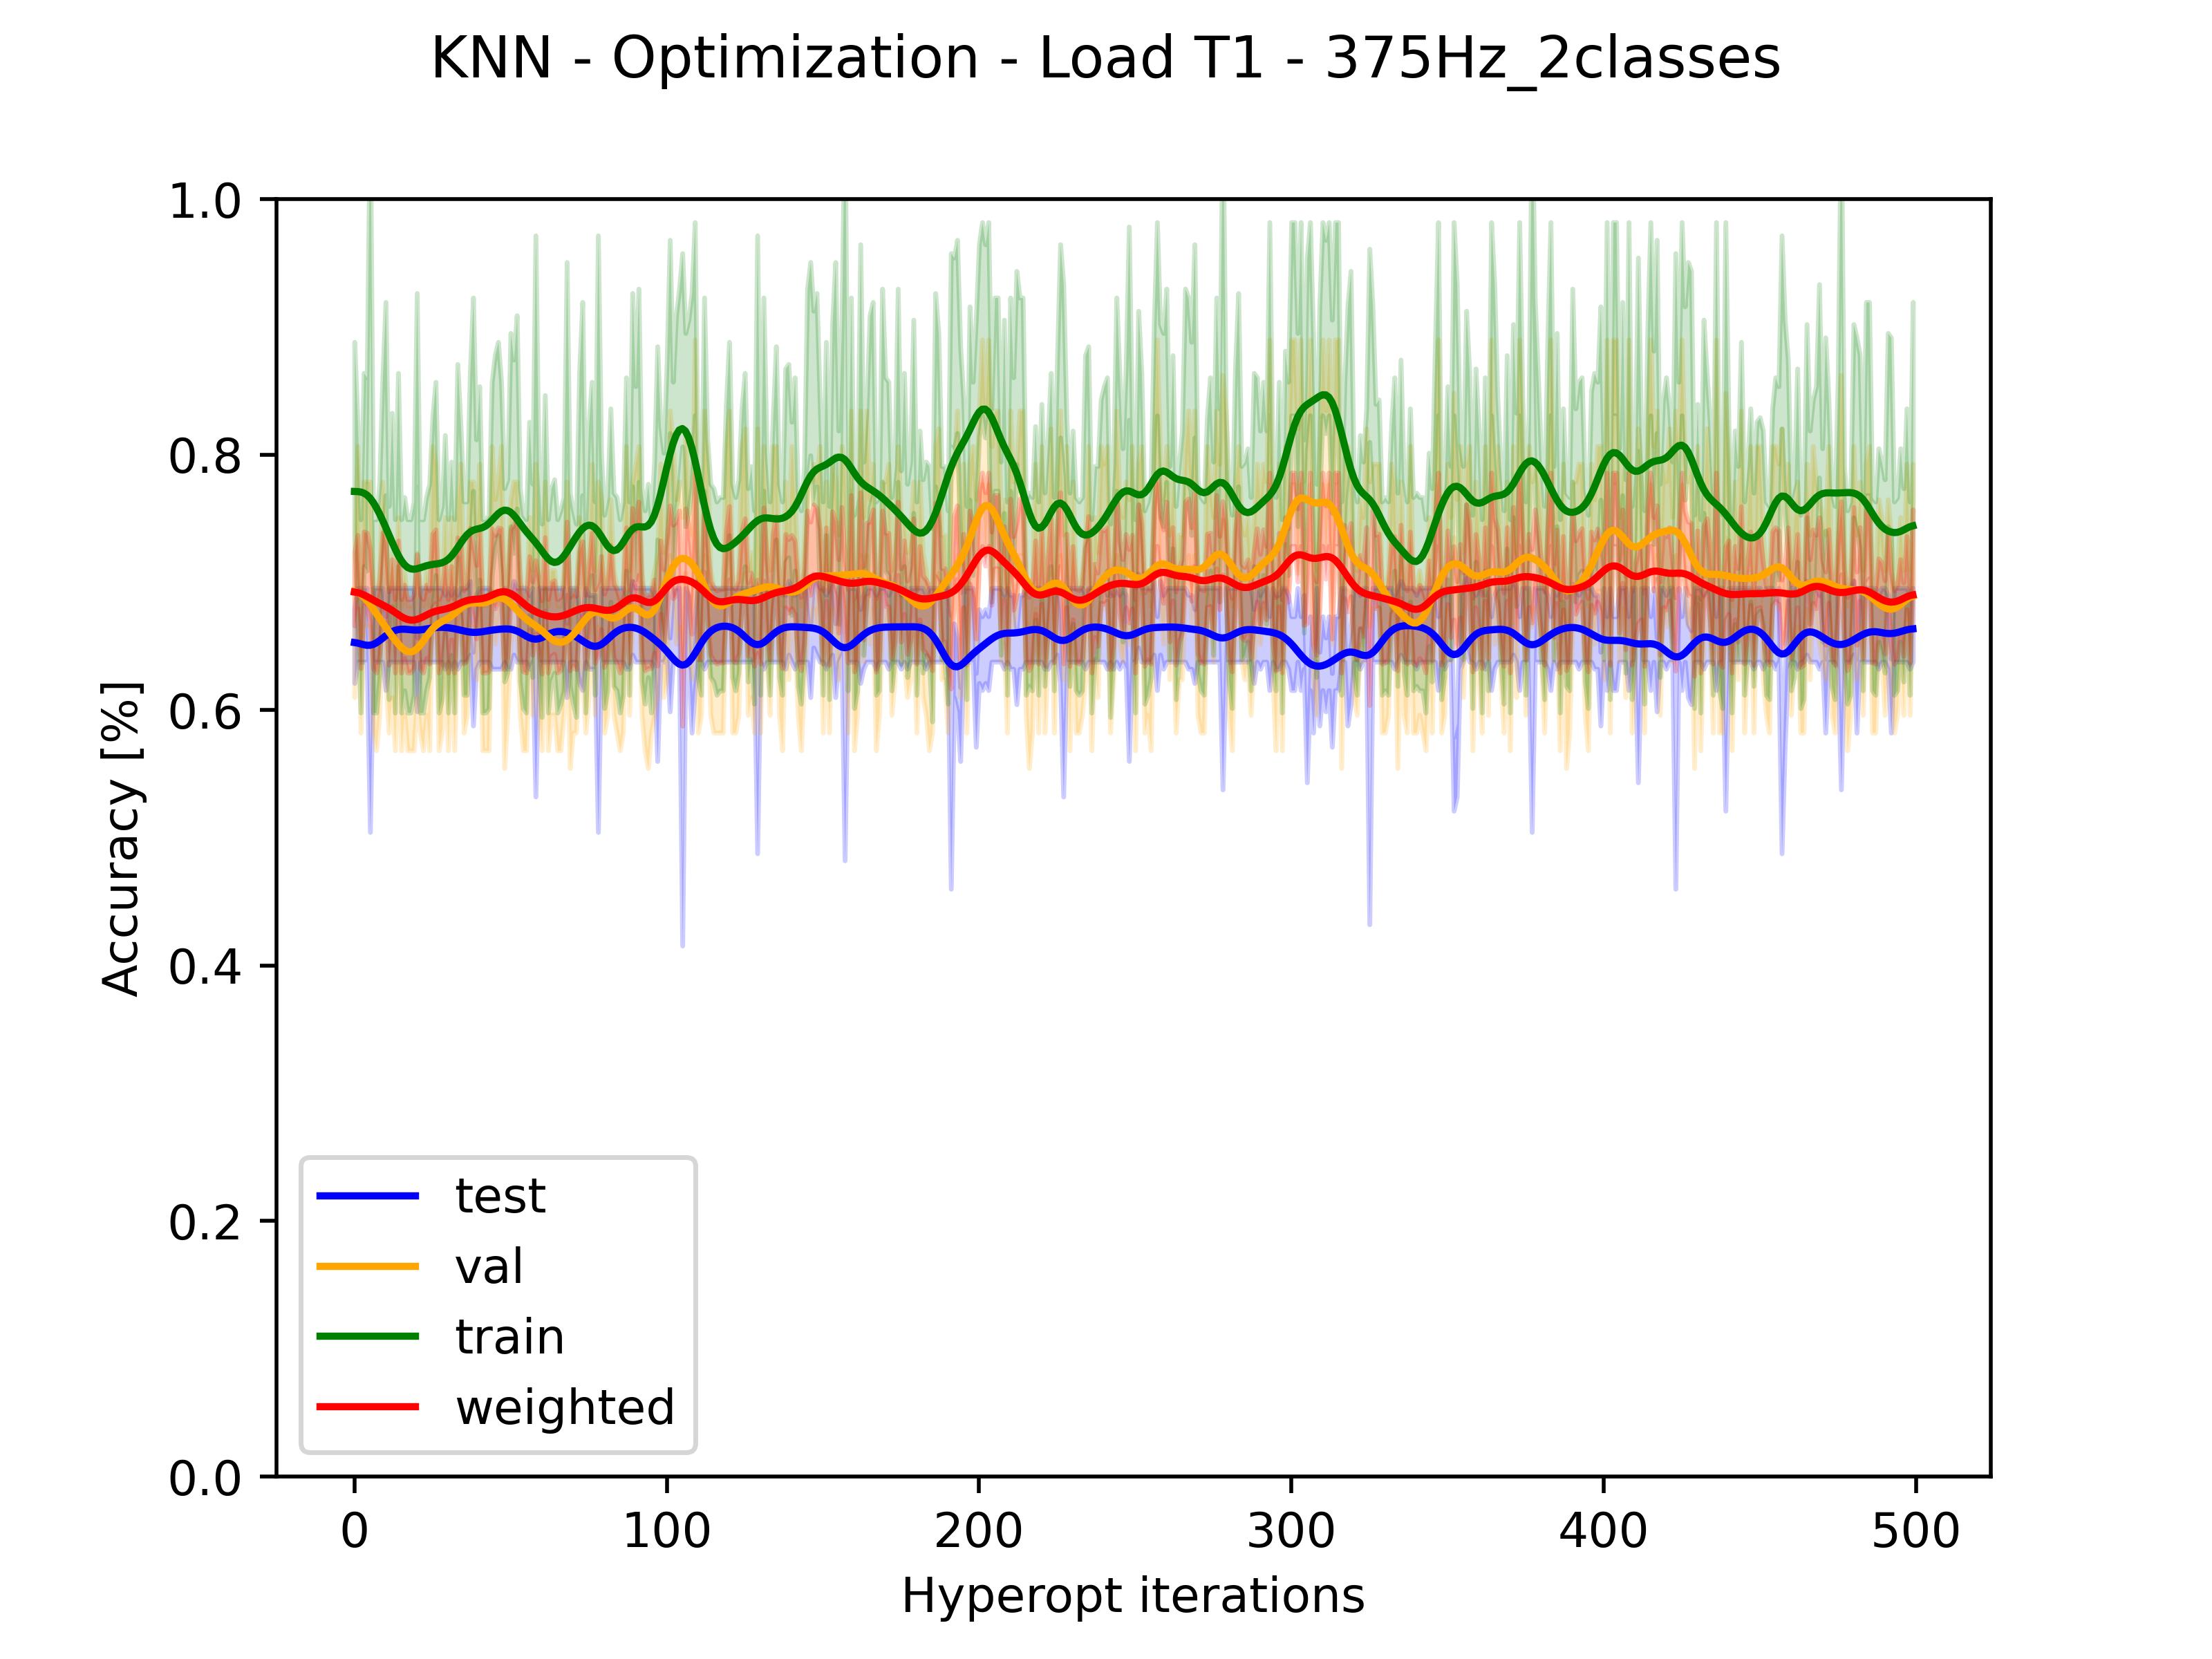 KNN - Optimization - Load T1 - 375Hz_2classes
1.0
0.8
0.6
0.4
0.2
0.0
Accuracy [%]
test
val
train
weighted
0 100 200 300 400 500
Hyperopt iterations